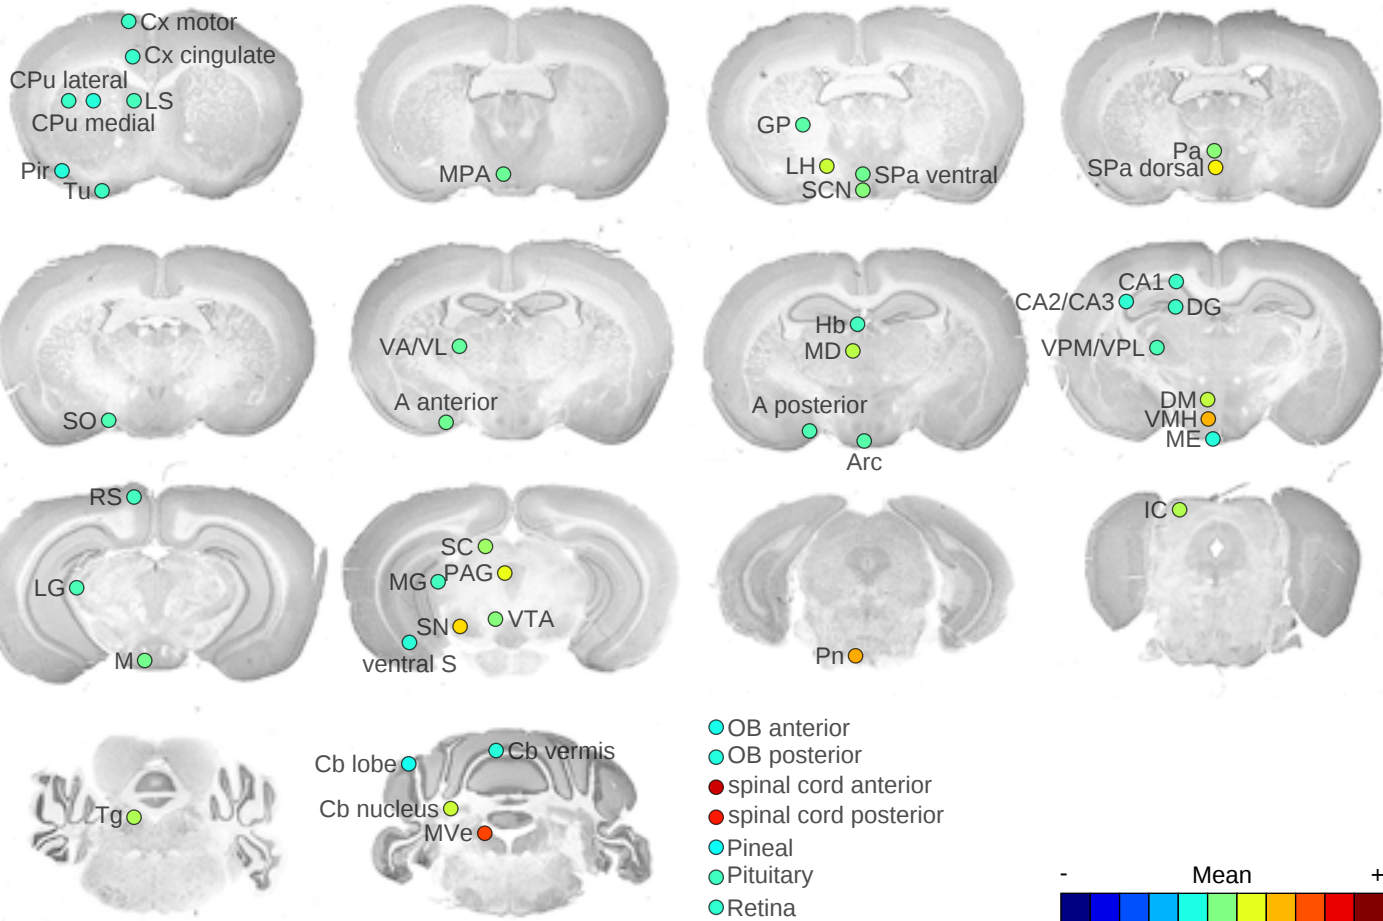 Cx motor
Cx cingulate
CPu lateral
LS
CPu medial
Pir
Tu
MPA
GP
LH
SPa ventral
SCN
Pa
SPa dorsal
SO
VA/VL
A anterior
Hb
MD
A posterior
Arc
CA1
CA2/CA3
DG
VPM/VPL
DM
VMH
ME
RS
LG
M
SC
MG
PAG
SN
VTA
ventral S
Pn
IC
Tg
Cb lobe
Cb vermis
Cb nucleus
MVe
OB anterior
OB posterior
spinal cord anterior
spinal cord posterior
Pineal
Pituitary
Retina
- Mean +